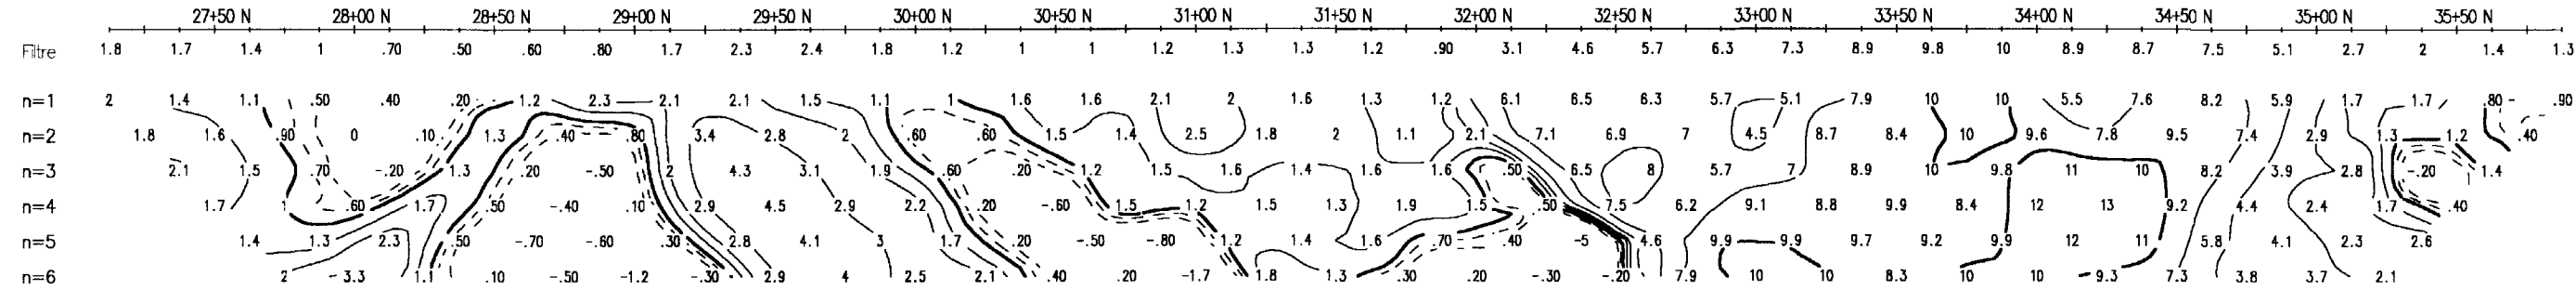 27+50 N 28+00 N 28+50 N 29+00 N 29+50 N 30+00 N 30+50 N 31+00 N 31+50 N 32+00 N 32+50 N 33+00 N 33+50 N 34+00 N 34+50 N 35+00 N 35+50 N
Filtre 1.8 1.7 1.4 1 .70 .50 .60 .80 1.7 2.3 2.4 1.8 1.2 1 1 1.2 1.3 1.3 1.2 .90 3.1 4.6 5.7 6.3 7.3 8.9 9.8 10 8.9 8.7 7.5 5.1 2.7 2 1.4 1.3
n=1 2 1.4 1.1 .50 .40 .20 1.2 2.3 2.1 2.1 1.5 1.1 1 1.6 1.6 2.1 2 1.6 1.3 1.2 6.1 6.5 6.3 5.7 5.1 7.9 10 10 5.5 7.6 8.2 5.9 1.7 1.7 .80 .90
n=2 1.8 1.6 .90 0 .10 1.3 .40 .80 3.4 2.8 2 .60 .60 1.5 1.4 2.5 1.8 2 1.1 2.1 7.1 6.9 7 4.5 8.7 8.4 10 9.6 7.8 9.5 7.4 2.9 1.3 1.2 .40
n=3 2.1 1.5 .70 -.20 1.3 .20 -.50 2 4.3 3.1 1.9 .60 .20 1.2 1.5 1.6 1.4 1.6 1.6 .50 6.5 8 5.7 7 8.9 10 9.8 11 10 8.2 3.9 2.8 -.20 1.4
n=4 1.7 1 .60 1.7 .50 -.40 .10 2.9 4.5 2.9 2.2 .20 -.60 1.5 1.2 1.5 1.3 1.9 1.5 .50 7.5 6.2 9.1 8.8 9.9 8.4 12 13 9.2 4.4 2.4 1.7 .40
n=5 1.4 1.3 2.3 .50 -.70 -.60 .30 2.8 4.1 3 1.7 .20 -.50 -.80 1.2 1.4 1.6 .70 .40 -5 4.6 9.9 9.9 9.7 9.2 9.9 12 11 5.8 4.1 2.3 2.6
n=6 2 -3.3 1.1 .10 -.50 -1.2 -.30 2.9 4 2.5 2.1 .40 .20 -1.7 1.8 1.3 .30 .20 -.30 -.20 7.9 10 10 8.3 10 10 9.3 7.3 3.8 3.7 2.1